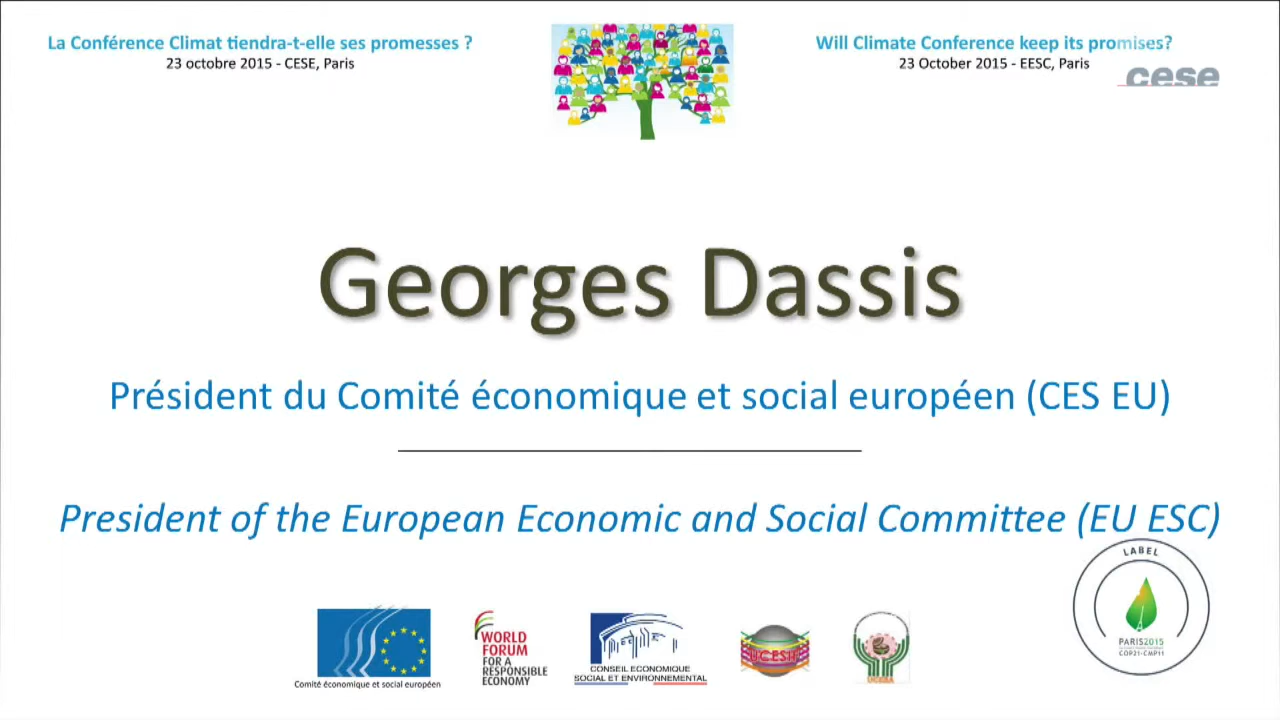 La Conférence Climat tiendra-t-elle ses promesses ?
23 octobre 2015 - CESE, Paris
Will Climate Conference keep its promises?
23 October 2015 - EESC, Paris
cese
Georges Dassis
Président du Comité économique et social européen (CES EU)
President of the European Economic and Social Committee (EU ESC)
LABEL
PARIS2015
COP21-CMP11
Comité économique et social européen
WORLD
FORUM
FOR A
RESPONSIBLE
ECONOMY
CONSEIL ECONOMIQUE
SOCIAL ET ENVIRONNEMENTAL
UCESIF